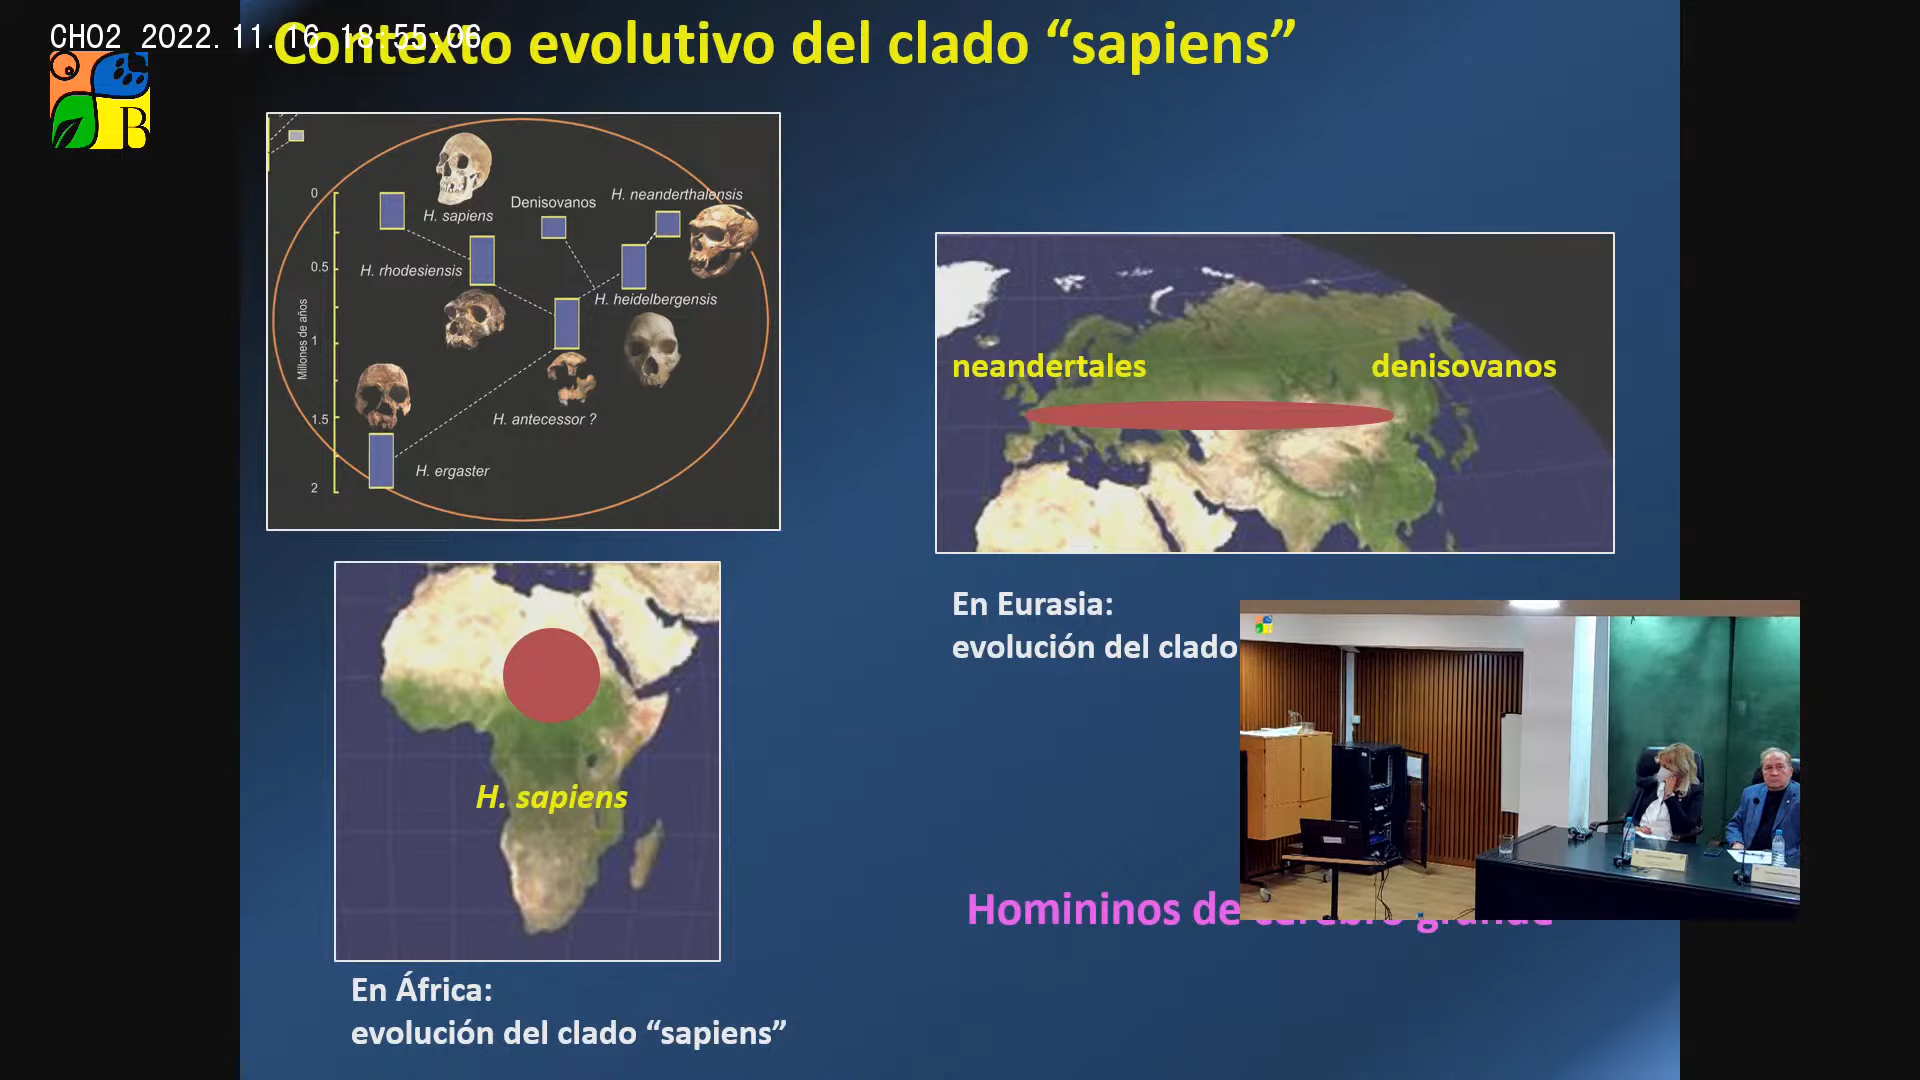 CH02 2022.11.16 18:55:06
Contexto evolutivo del clado “sapiens”
B
H. neanderthalensis
Denisovanos
H. sapiens
H. rhodesiensis
H. heidelbergensis
H. antecessor ?
H. ergaster
Millones de años
0
0.5
1
1.5
2
neandertales
denisovanos
En Eurasia:
evolución del clado
H. sapiens
Homininos de cerebro grande
En África:
evolución del clado “sapiens”